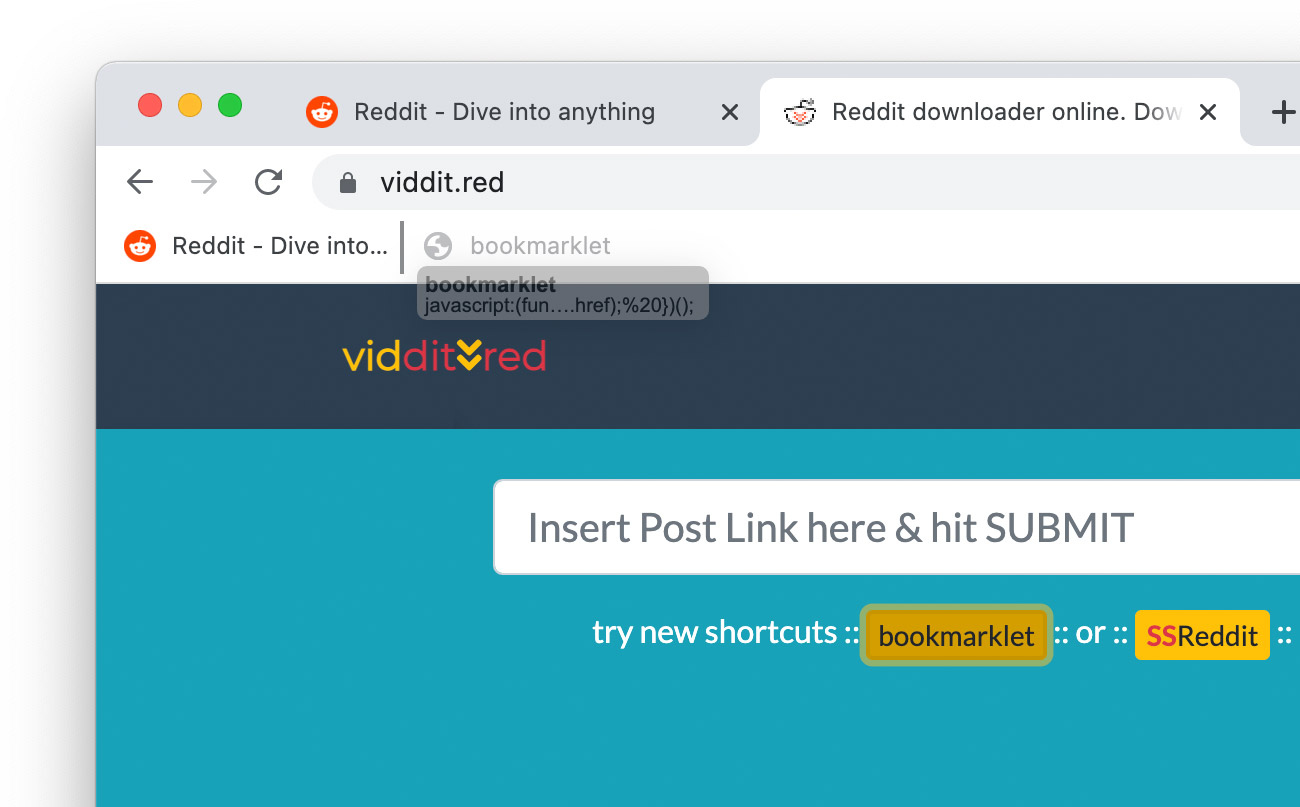 Reddit - Dive into anything
Reddit downloader online. Dow
viddit.red
Reddit - Dive into...
bookmarklet
bookmarklet
javascript:(fun….href);%20})();
viddit red
Insert Post Link here & hit SUBMIT
try new shortcuts :: bookmarklet :: or :: SSReddit ::